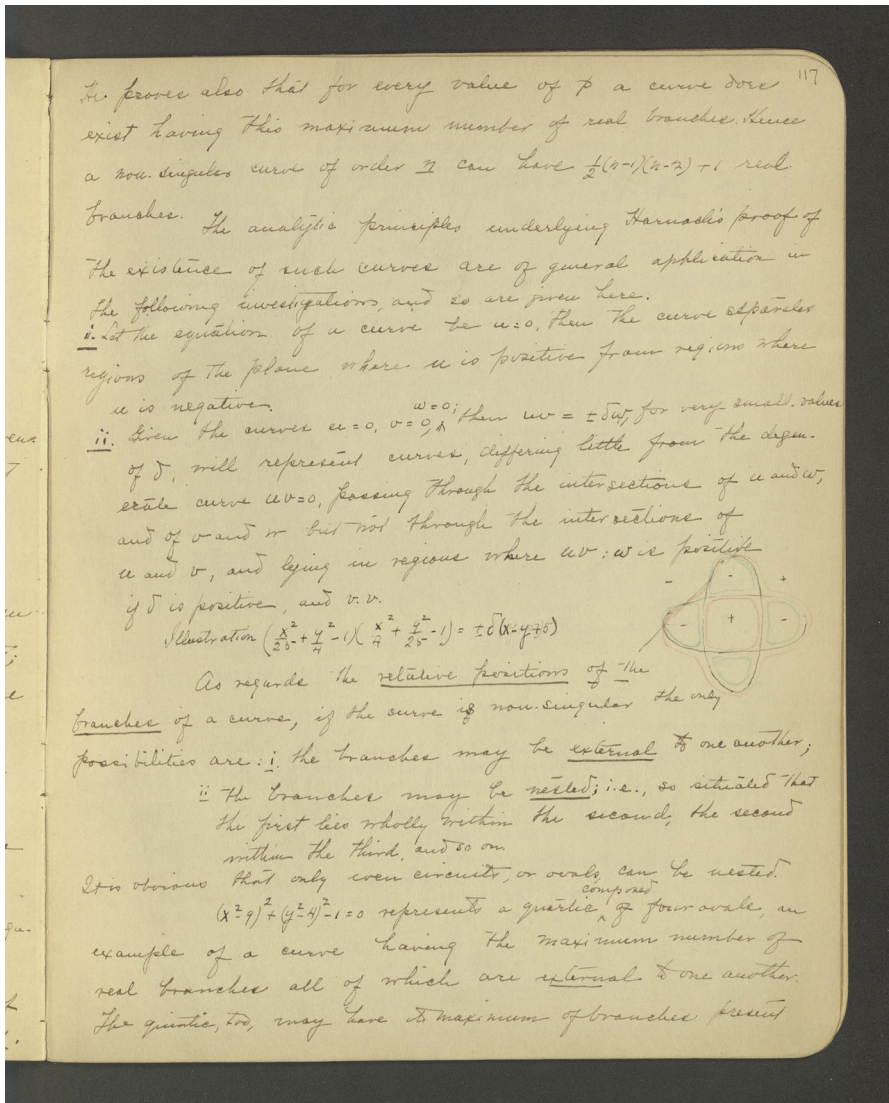 117
He proves also that for every value of p a curve does
exist having this maximum number of real branches. Hence
a non-singular curve of order n can have ½(n-1)(n-2)+1 real
branches.
The analytic principles underlying Harnack's proof of
the existence of such curves are of general application in
the following investigations, and so are given here.
i. Let the equation of a curve be u=0, then the curve separates
regions of the plane where u is positive from regions where
u is negative.
ii. Given the curves u=0, v=0, w=0; then uv = ±δw, for very small values
of δ, will represent curves, differing little from the degen-
erate curve uv=0, passing through the intersections of u and w,
and of v and w but not through the intersections of
u and v, and lying in regions where uv : w is positive
if δ is positive, and v.v.
Illustration (x²/25 + y²/4 - 1)(x²/4 + y²/25 - 1) = ±δ(x-y+5)
- - +
- + -
As regards the relative positions of the
branches of a curve, if the curve is non-singular the only
possibilities are: i. the branches may be external to one another;
ii the branches may be nested; i.e., so situated that
the first lies wholly within the second, the second
within the third, and so on.
It is obvious that only even circuits, or ovals, can be nested.
(x²-9)²+(y²-4)²-1=0 represents a quartic composed of four ovals, an
example of a curve having the maximum number of
real branches all of which are external to one another.
The quintic, too, may have its maximum of branches present